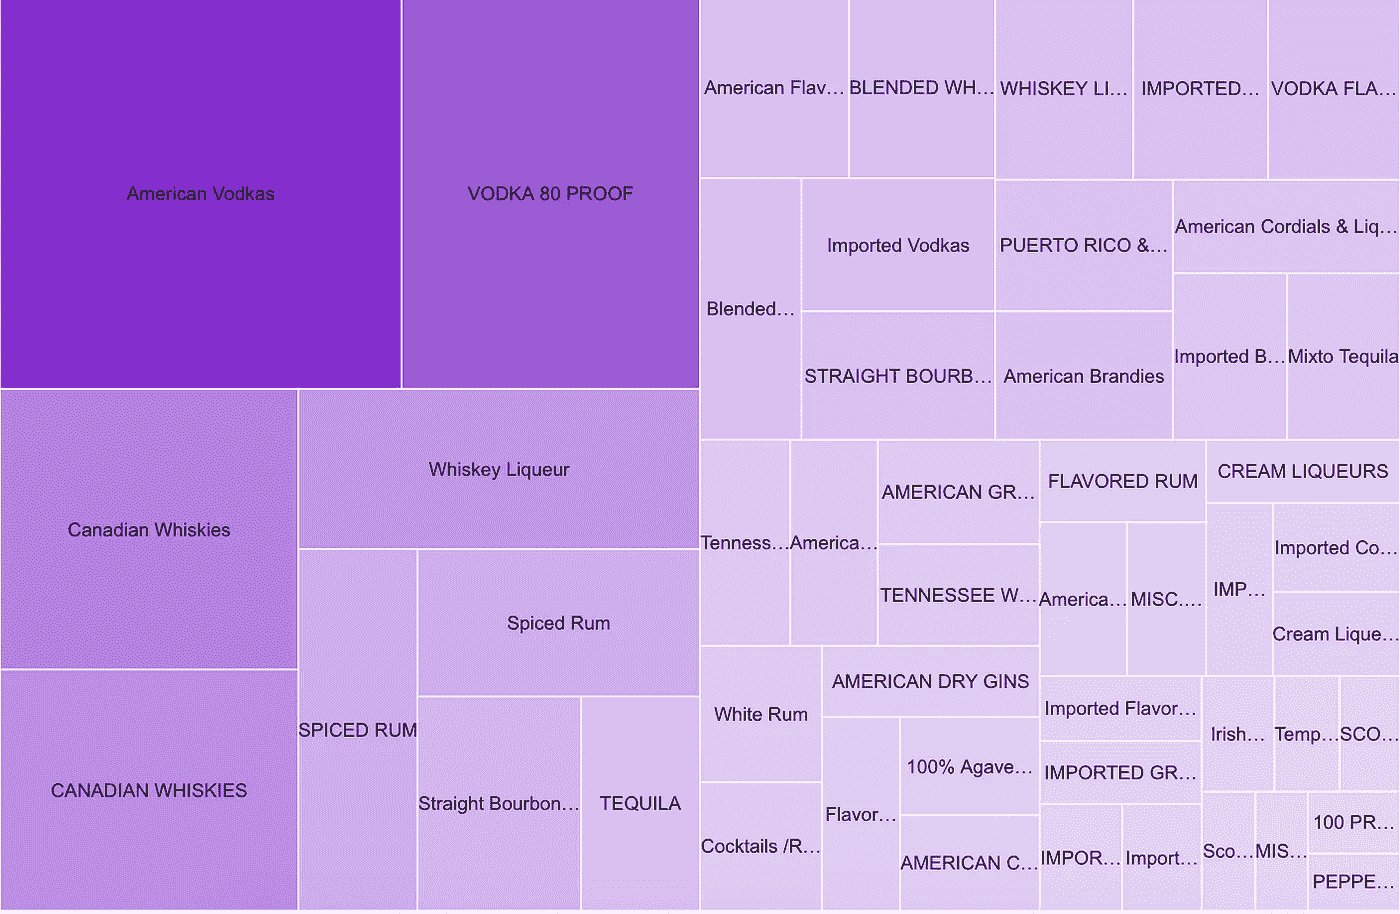 American Vodkas
VODKA 80 PROOF
Canadian Whiskies
CANADIAN WHISKIES
Whiskey Liqueur
SPICED RUM
Spiced Rum
Straight Bourbon…
TEQUILA
American Flav…
BLENDED WH…
WHISKEY LI…
IMPORTED…
VODKA FLA…
Blended…
Imported Vodkas
STRAIGHT BOURB…
PUERTO RICO &…
American Brandies
American Cordials & Liq…
Imported B…
Mixto Tequila
Tenness…
America…
AMERICAN GR…
TENNESSEE W…
White Rum
Cocktails /R…
AMERICAN DRY GINS
Flavor…
100% Agave…
AMERICAN C…
FLAVORED RUM
America…
MISC.…
CREAM LIQUEURS
IMP…
Imported Co…
Cream Lique…
Imported Flavor…
IMPORTED GR…
IMPOR…
Import…
Irish…
Temp…
SCO…
Sco…
MIS…
100 PR…
PEPPE…